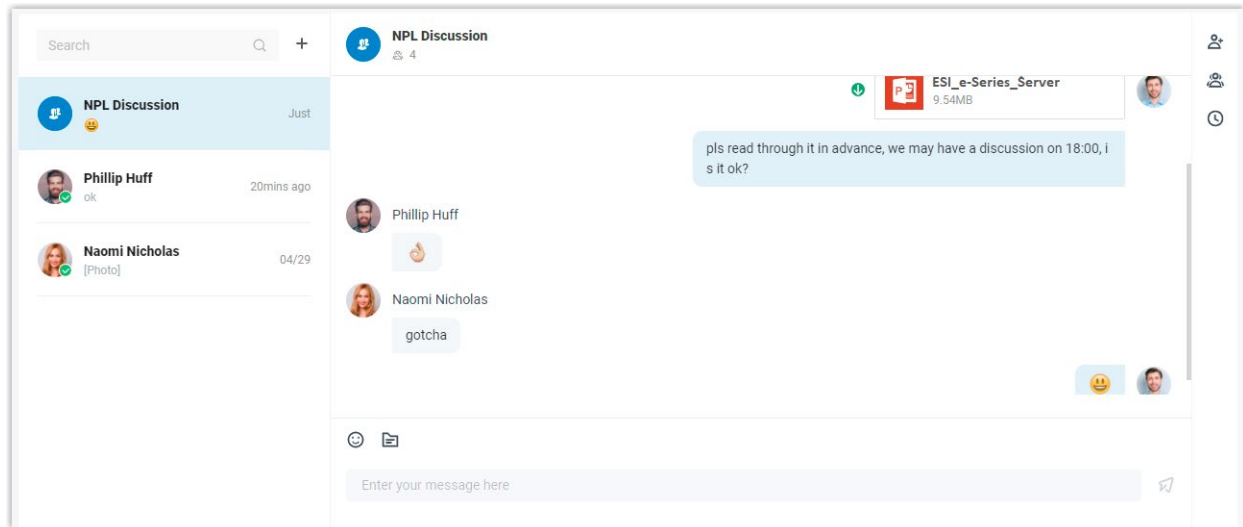 Search
NPL Discussion
Just
😃
Phillip Huff
20mins ago
ok
Naomi Nicholas
04/29
[Photo]
NPL Discussion
4
ESI_e-Series_Server
9.54MB
pls read through it in advance, we may have a discussion on 18:00, i
s it ok?
Phillip Huff
👌🏻
Naomi Nicholas
gotcha
😃
Enter your message here